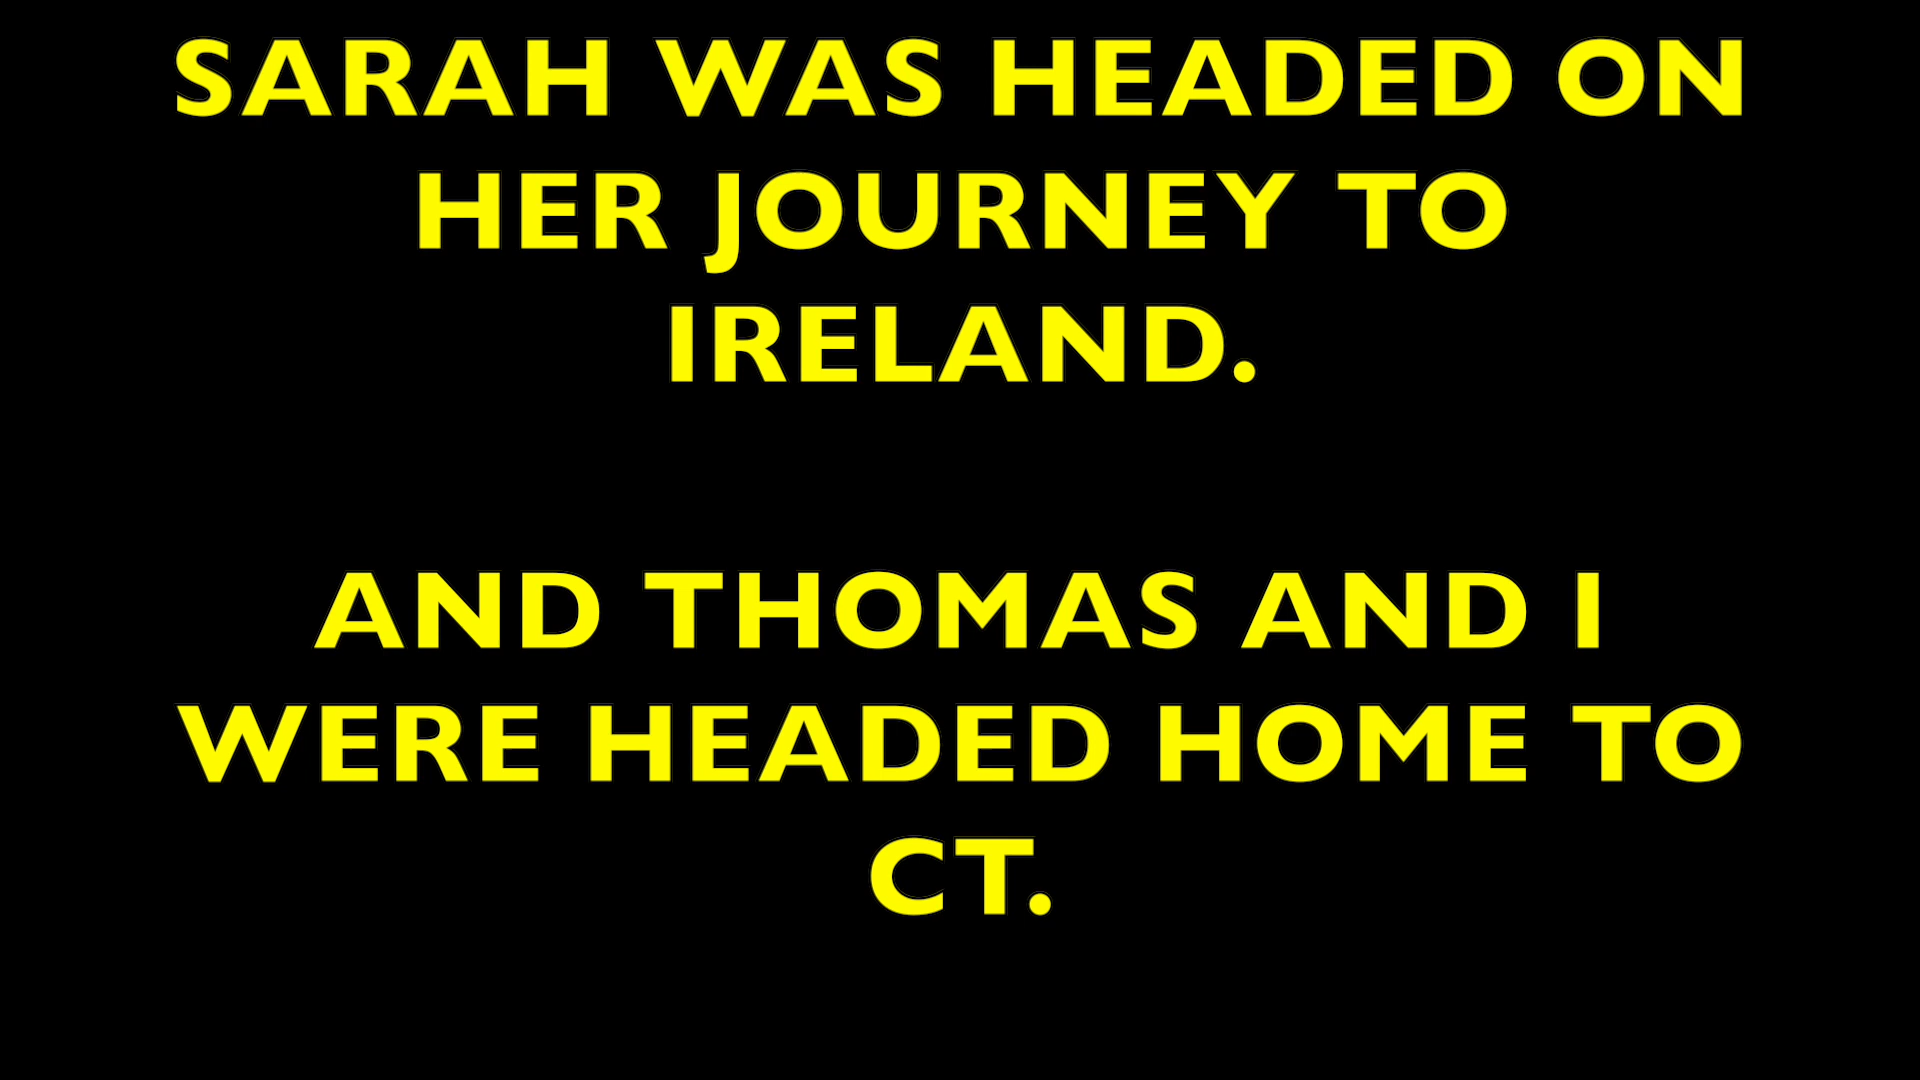 SARAH WAS HEADED ON
HER JOURNEY TO
IRELAND.
AND THOMAS AND I
WERE HEADED HOME TO
CT.